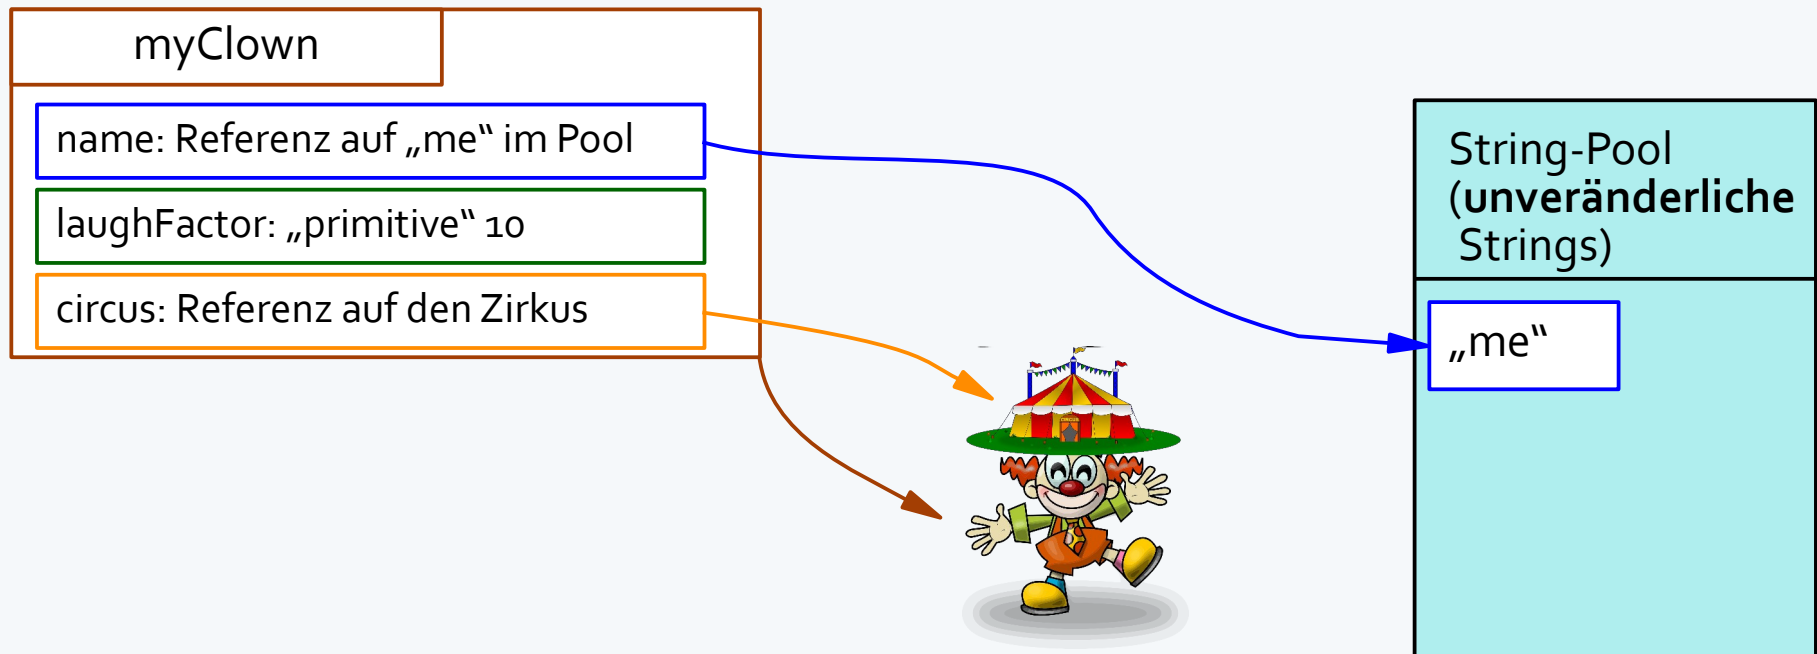 myClown
name: Referenz auf „me“ im Pool
laughFactor: „primitive“ 10
circus: Referenz auf den Zirkus
String-Pool
(unveränderliche
Strings)
„me“